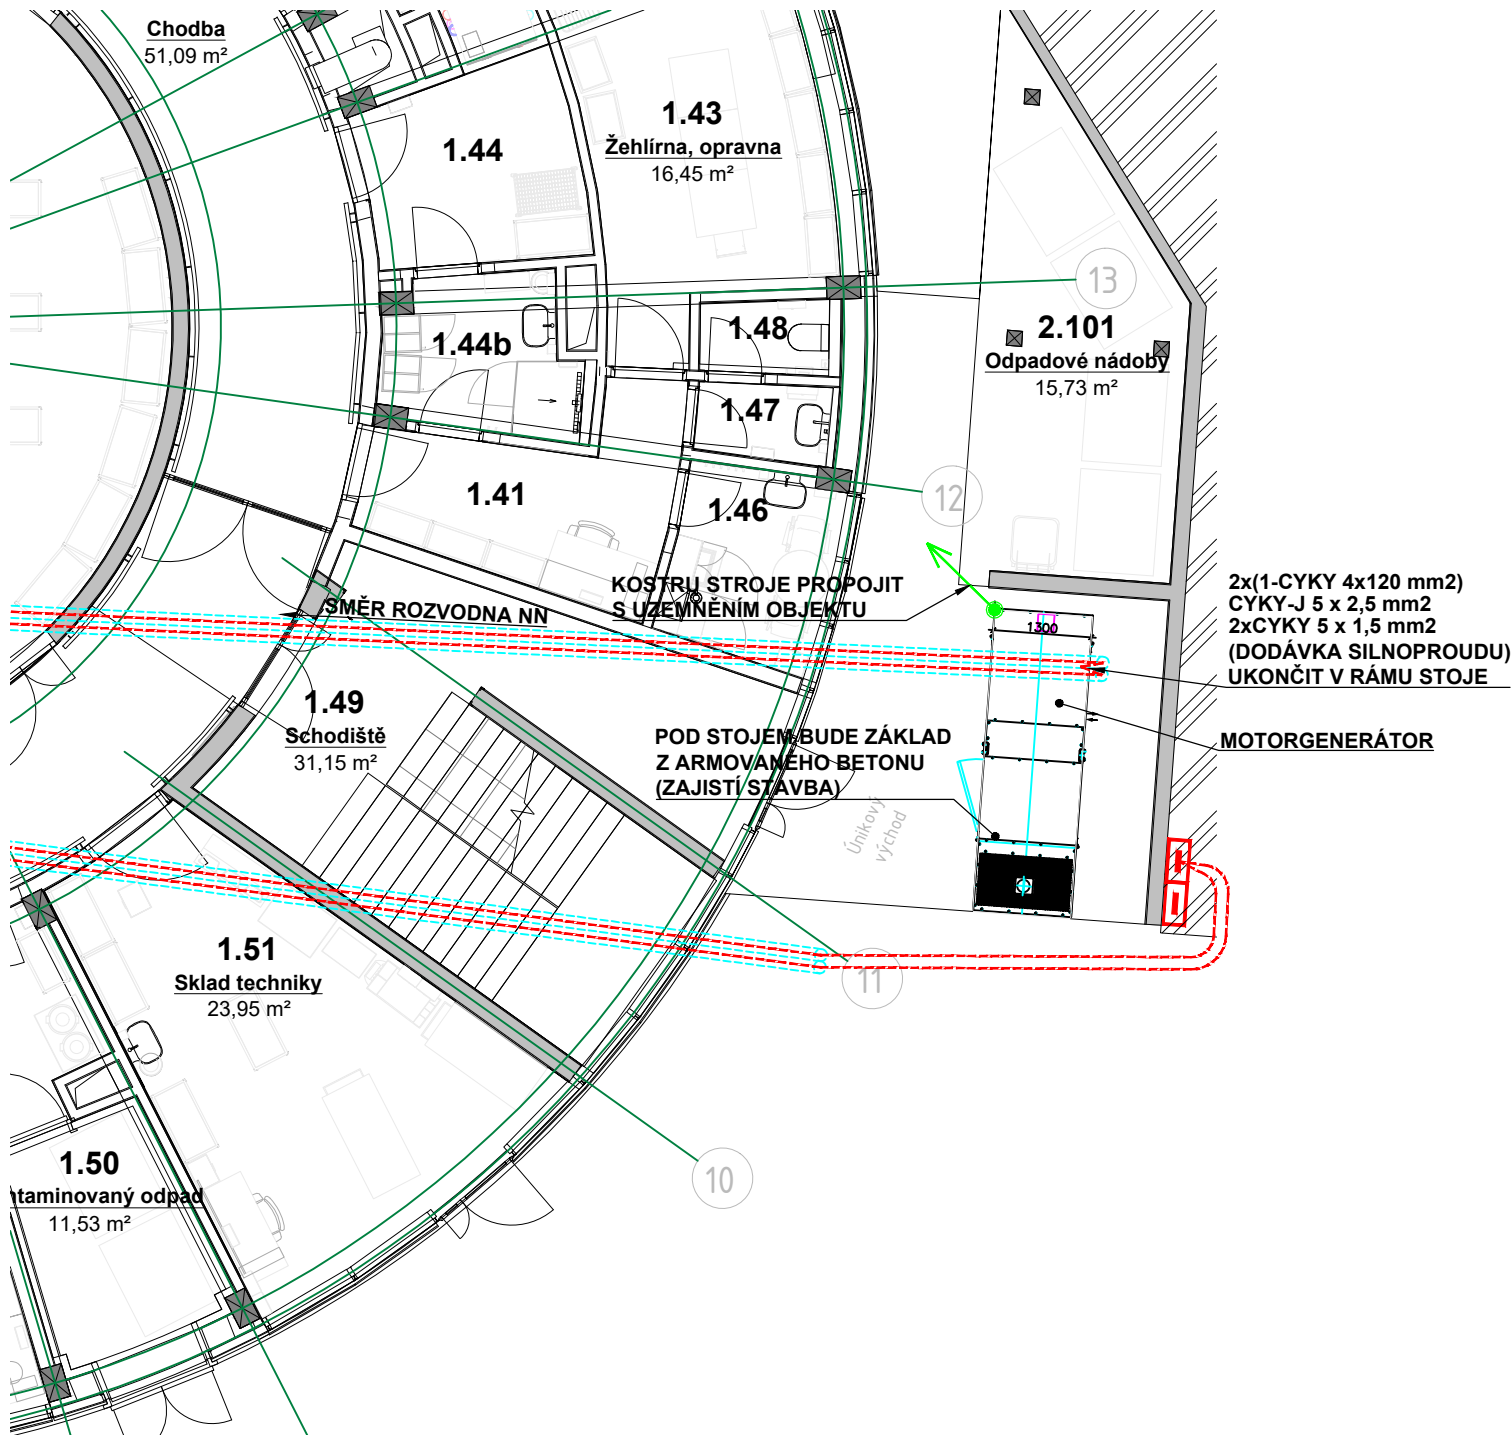 Chodba
51,09 m²
1.43
Žehlírna, opravna
16,45 m²
1.44
13
2.101
Odpadové nádoby
15,73 m²
1.48
1.44b
1.47
12
1.41
1.46
KOSTRU STROJE PROPOJIT
S UZEMNĚNÍM OBJEKTU
SMĚR ROZVODNA NN
1300
2x(1-CYKY 4x120 mm2)
CYKY-J 5 x 2,5 mm2
2xCYKY 5 x 1,5 mm2
(DODÁVKA SILNOPROUDU)
UKONČIT V RÁMU STOJE
1.49
Schodiště
31,15 m²
POD STOJEM BUDE ZÁKLAD
Z ARMOVANÉHO BETONU
(ZAJISTÍ STAVBA)
MOTORGENERÁTOR
Únikový
východ
1.51
Sklad techniky
23,95 m²
11
10
1.50
ntaminovaný odpad
11,53 m²